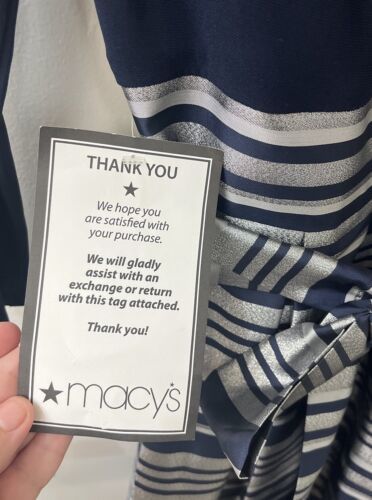 THANK YOU
★
We hope you
are satisfied with
your purchase.
We will gladly
assist with an
exchange or return
with this tag attached.
Thank you!
★macy's